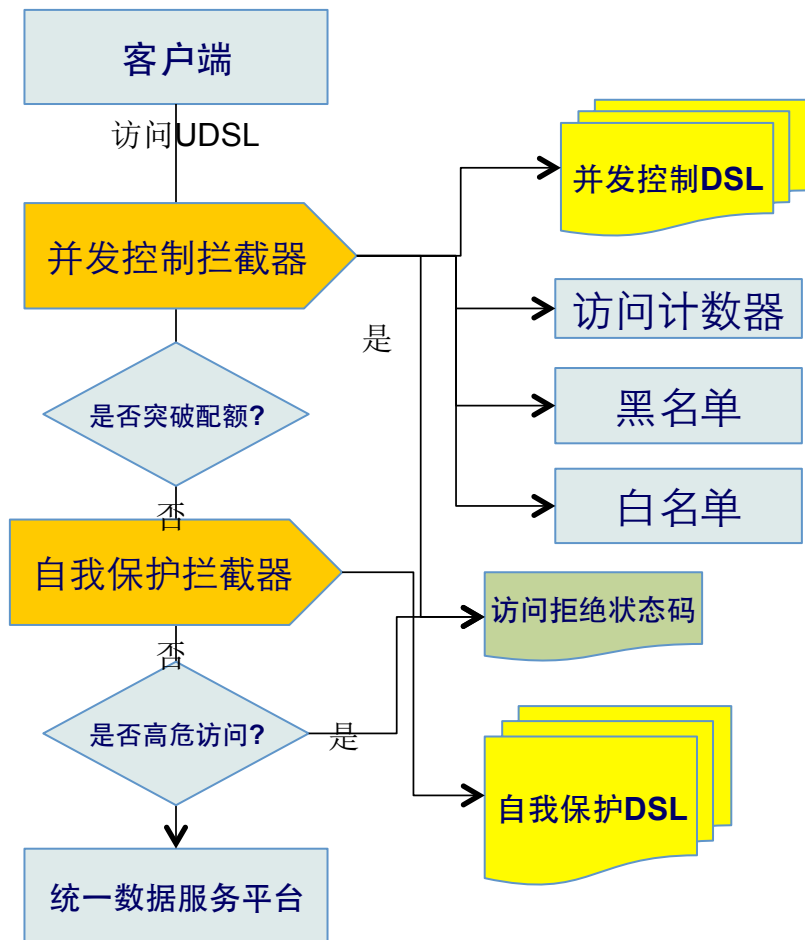 客户端
访问UDSL
并发控制DSL
并发控制拦截器
访问计数器
是
黑名单
是否突破配额?
白名单
否
自我保护拦截器
访问拒绝状态码
否
是否高危访问?
是
自我保护DSL
统一数据服务平台